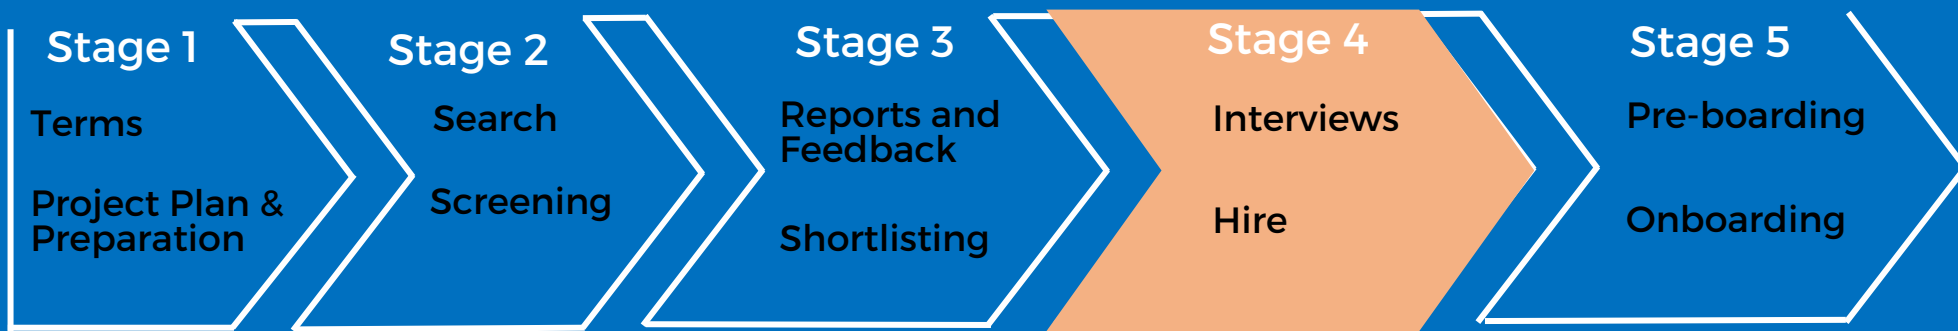 Stage 1
Terms
Project Plan &
Preparation
Stage 2
Search
Screening
Stage 3
Reports and
Feedback
Shortlisting
Stage 4
Interviews
Hire
Stage 5
Pre-boarding
Onboarding